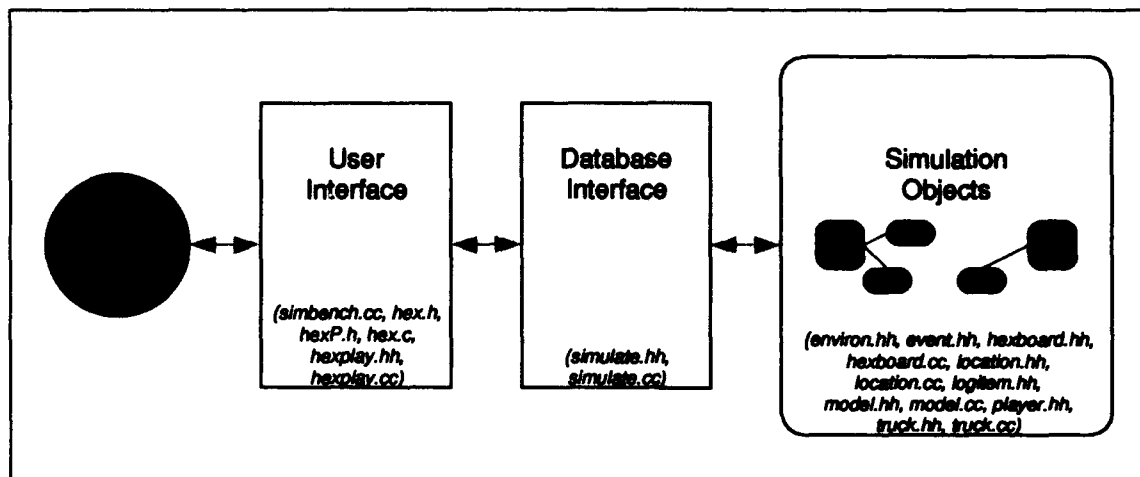 User
Interface
(simbench.cc, hex.h,
hexP.h, hex.c,
hexplay.hh,
hexplay.cc)
Database
Interface
(simulate.hh,
simulate.cc)
Simulation
Objects
(environ.hh, event.hh, hexboard.hh,
hexboard.cc, location.hh,
location.cc, logitem.hh,
model.hh, model.cc, player.hh,
truck.hh, truck.cc)